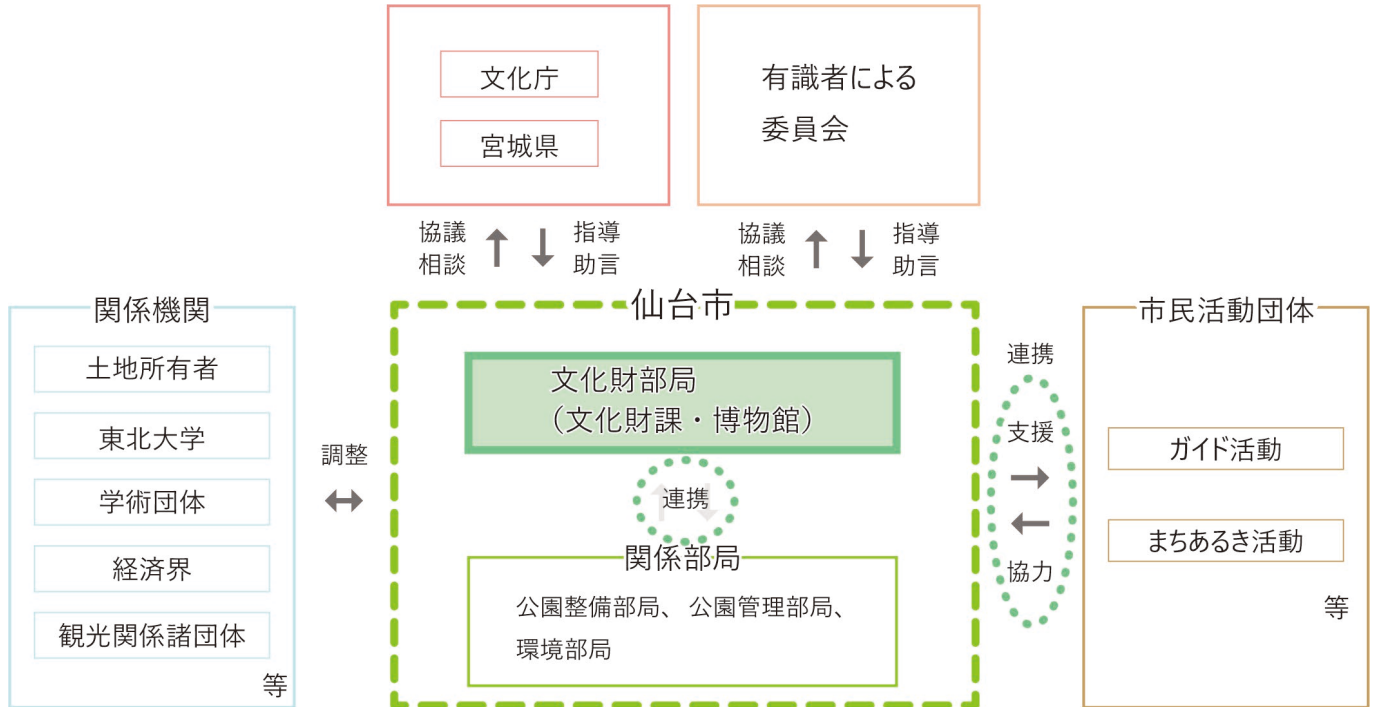 文化庁
宮城県
有識者による
委員会
協議
相談
指導
助言
協議
相談
指導
助言
関係機関
土地所有者
東北大学
学術団体
経済界
観光関係諸団体
等
調整
仙台市
文化財部局
（文化財課・博物館）
連携
関係部局
公園整備部局、公園管理部局、
環境部局
連携
支援
協力
市民活動団体
ガイド活動
まちあるき活動
等